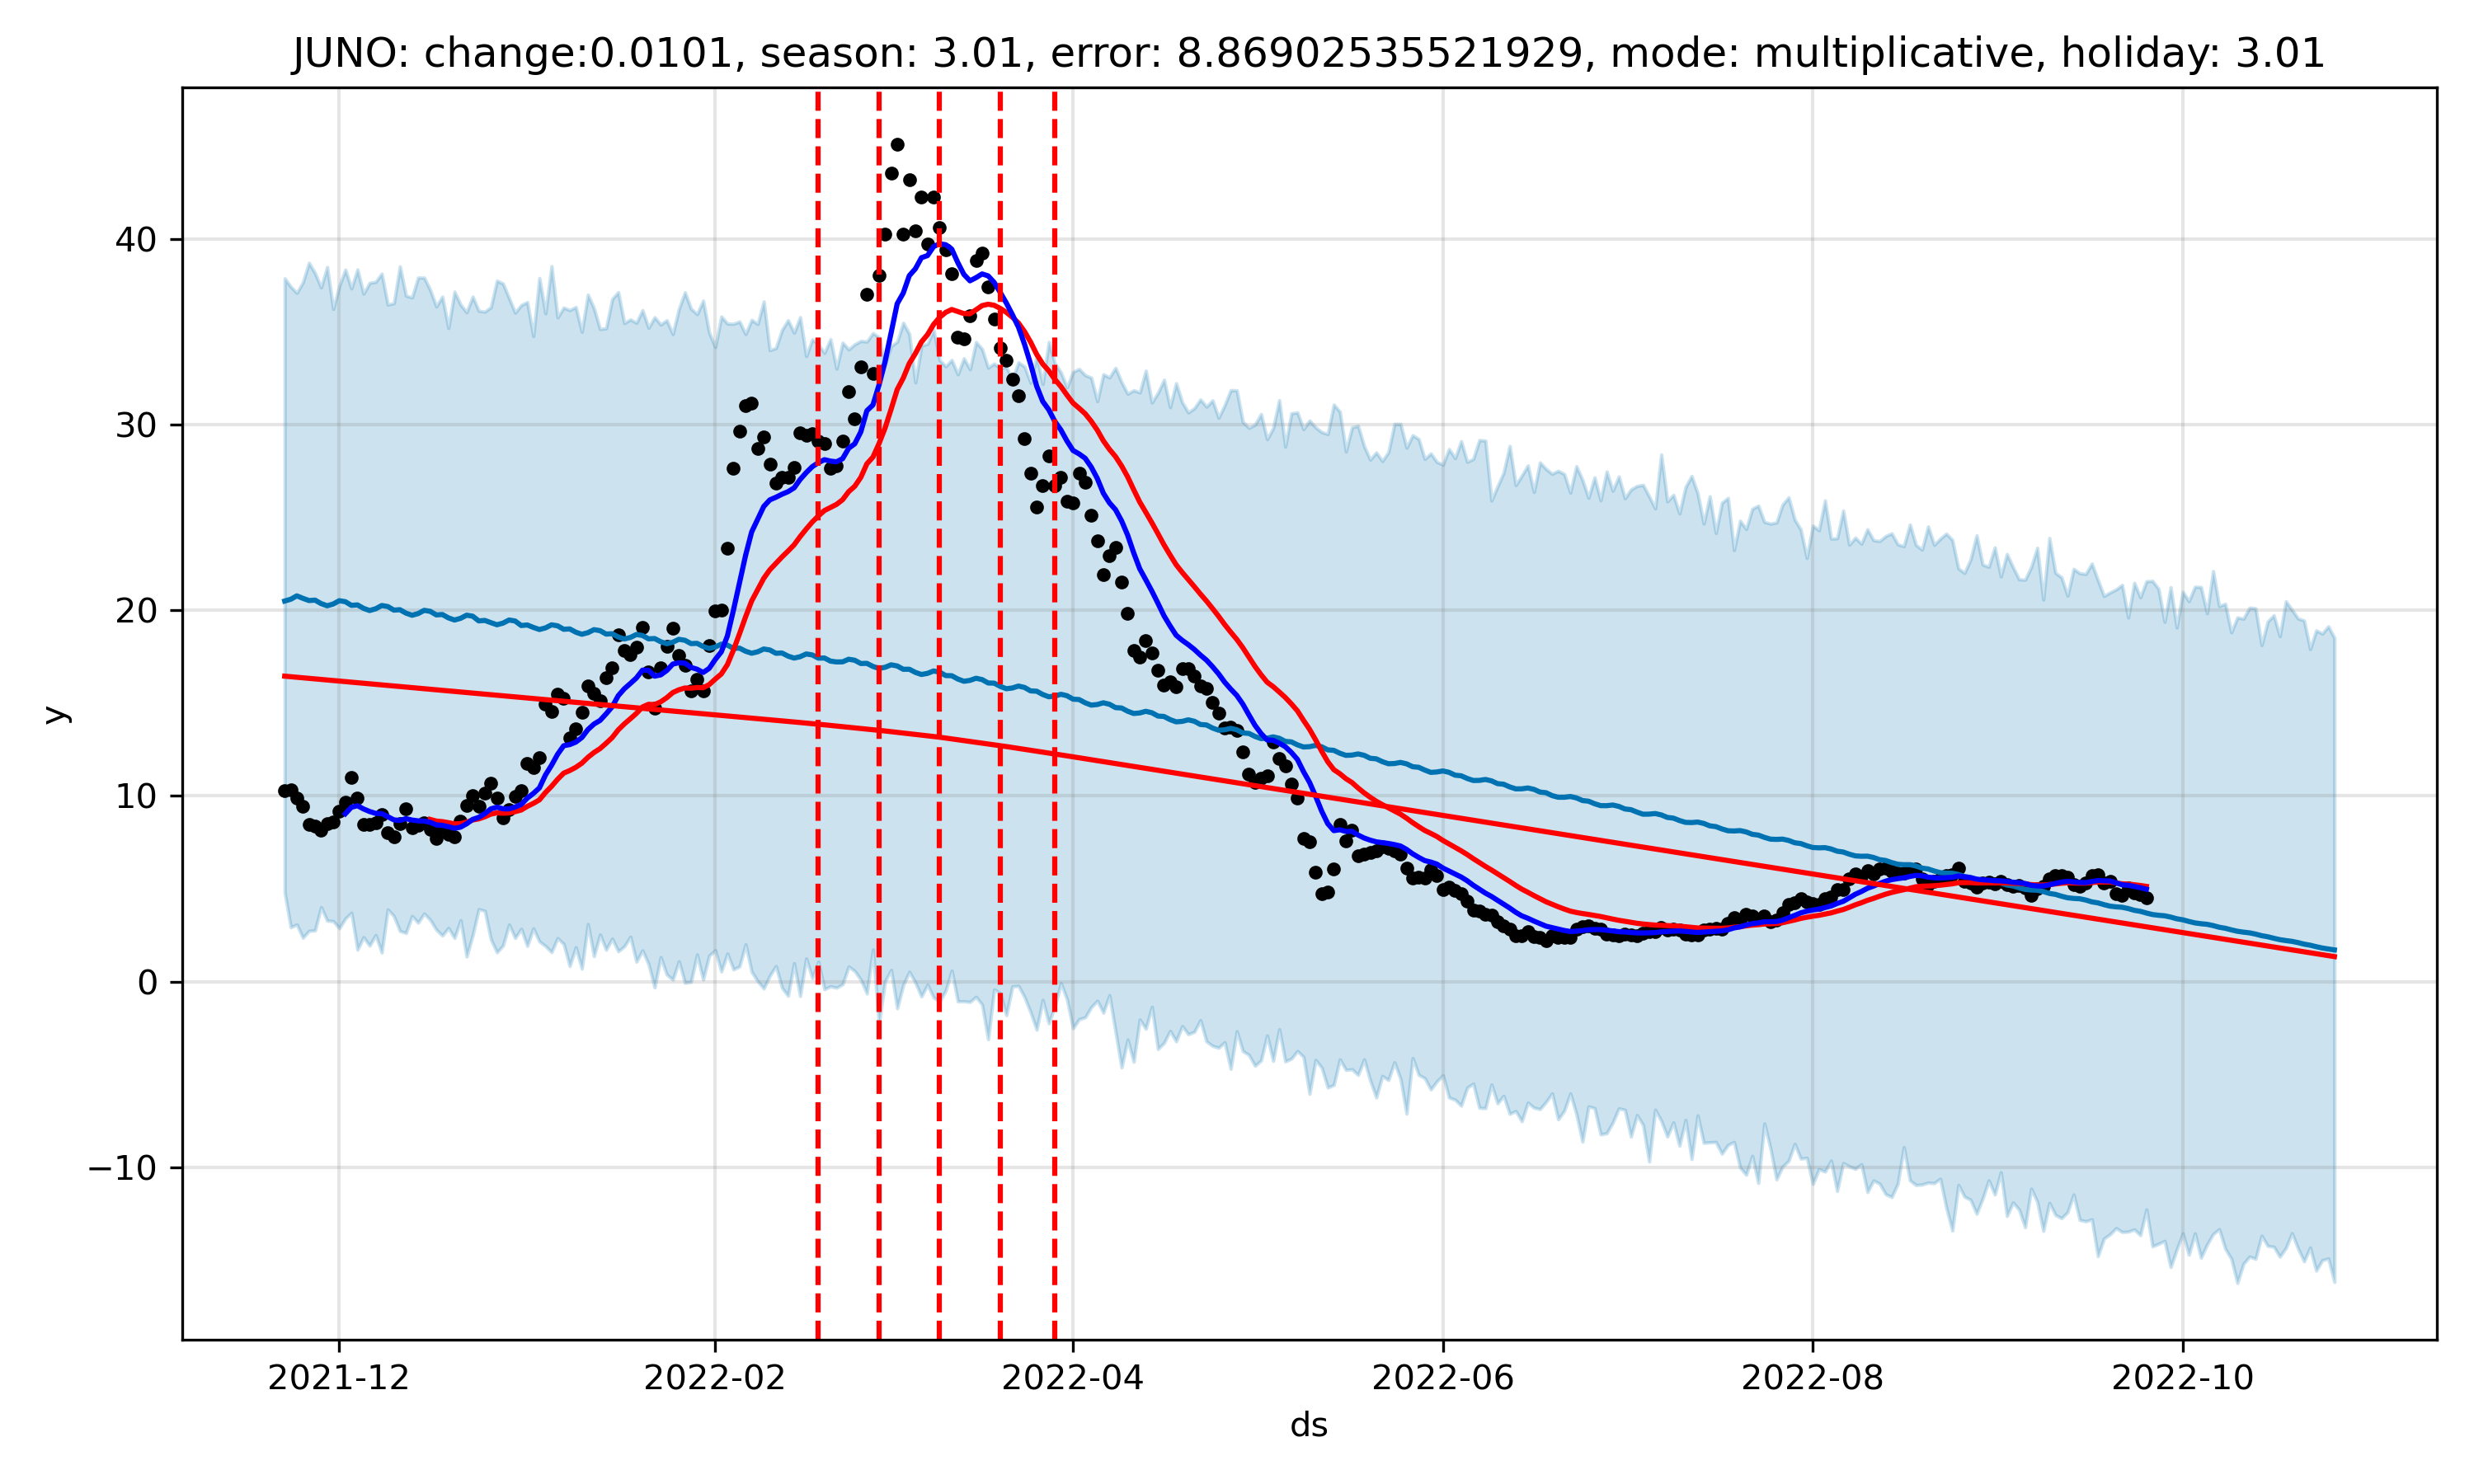 JUNO: change:0.0101, season: 3.01, error: 8.86902535521929, mode: multiplicative, holiday: 3.01
y
40
30
20
10
0
−10
2021-12 2022-02 2022-04 2022-06 2022-08 2022-10
ds